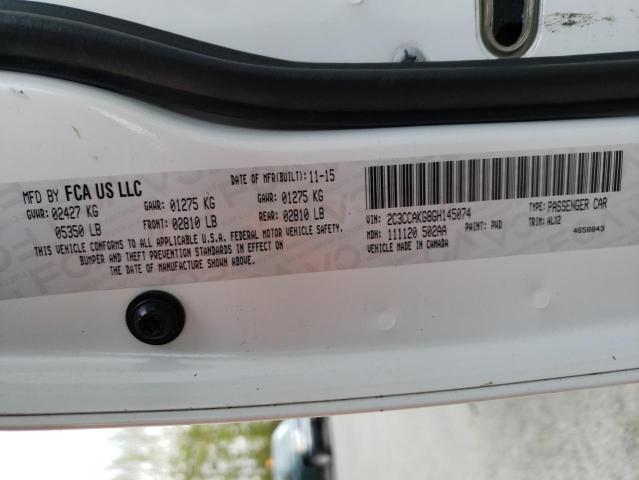 MFD BY FCA US LLC
DATE OF MFR(BUILT): 11-15
GVWR: 02427 KG
GAWR: 01275 KG
GAWR: 01275 KG
05350 LB
FRONT: 02810 LB
REAR: 02810 LB
THIS VEHICLE CONFORMS TO ALL APPLICABLE U.S.A. FEDERAL MOTOR VEHICLE SAFETY,
BUMPER AND THEFT PREVENTION STANDARDS IN EFFECT ON
THE DATE OF MANUFACTURE SHOWN ABOVE.
VIN: 2C3CCAKG8GH145074
TYPE: PASSENGER CAR
MDH: 111120 502AA
PAINT: PWD
TRIM: ALX2
VEHICLE MADE IN CANADA
4658843